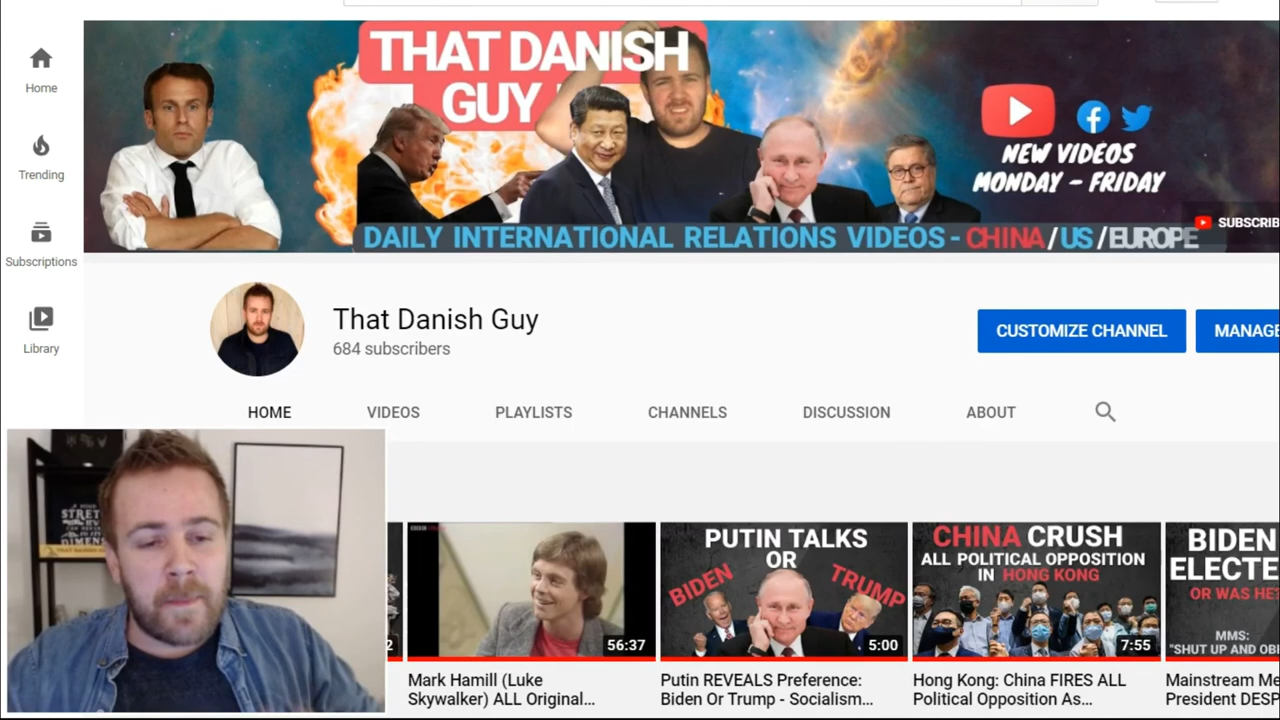 THAT DANISH
GUY
NEW VIDEOS
MONDAY - FRIDAY
SUBSCRIB
DAILY INTERNATIONAL RELATIONS VIDEOS - CHINA/US/EUROPE
Home
Trending
Subscriptions
Library
That Danish Guy
684 subscribers
CUSTOMIZE CHANNEL
MANAGE
HOME
VIDEOS
PLAYLISTS
CHANNELS
DISCUSSION
ABOUT
STRET
DIMENS
2
56:37
Mark Hamill (Luke
Skywalker) ALL Original...
PUTIN TALKS
OR
BIDEN
TRUMP
5:00
Putin REVEALS Preference:
Biden Or Trump - Socialism...
CHINA CRUSH
ALL POLITICAL OPPOSITION
IN HONG KONG
7:55
Hong Kong: China FIRES ALL
Political Opposition As...
BIDEN
ELECTE
OR WAS HE?
MMS:
"SHUT UP AND OBE
Mainstream Me
President DESP